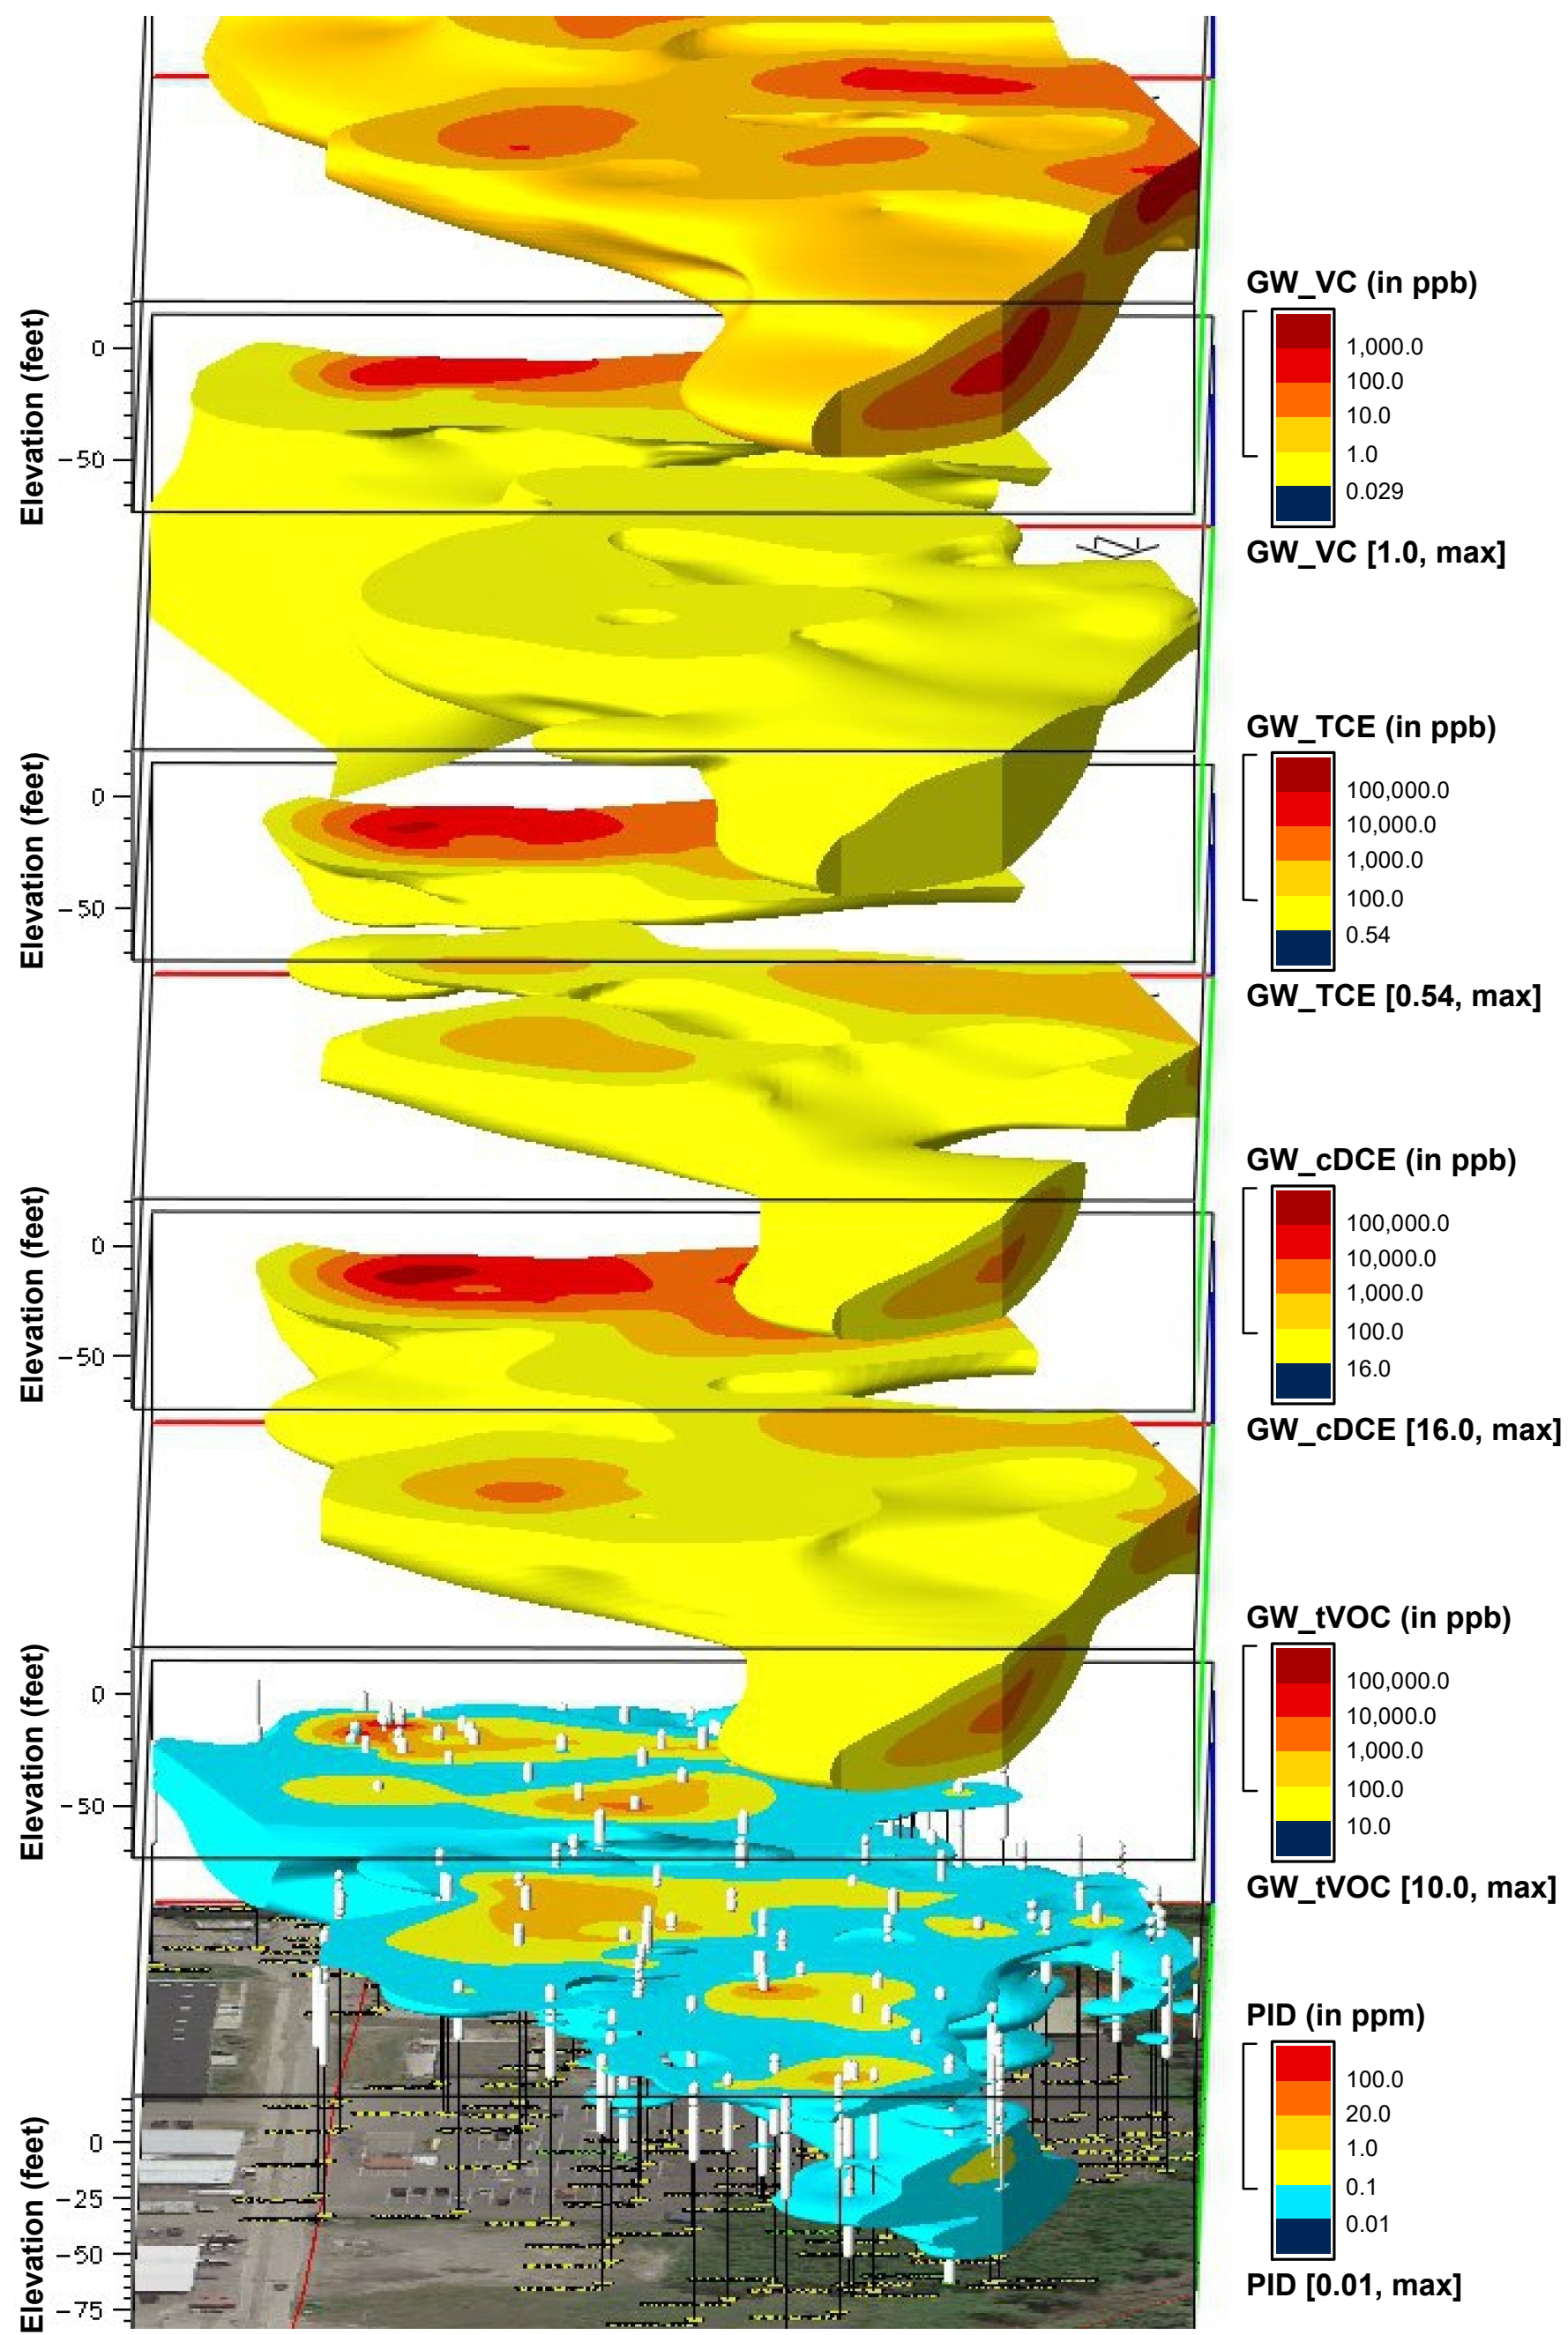 GW_VC (in ppb)
1,000.0
100.0
10.0
1.0
0.029
GW_VC [1.0, max]
Elevation (feet)
0
-50
GW_TCE (in ppb)
100,000.0
10,000.0
1,000.0
100.0
0.54
GW_TCE [0.54, max]
Elevation (feet)
0
-50
GW_cDCE (in ppb)
100,000.0
10,000.0
1,000.0
100.0
16.0
GW_cDCE [16.0, max]
Elevation (feet)
0
-50
GW_tVOC (in ppb)
100,000.0
10,000.0
1,000.0
100.0
10.0
GW_tVOC [10.0, max]
Elevation (feet)
0
-50
PID (in ppm)
100.0
20.0
1.0
0.1
0.01
PID [0.01, max]
Elevation (feet)
0
-25
-50
-75